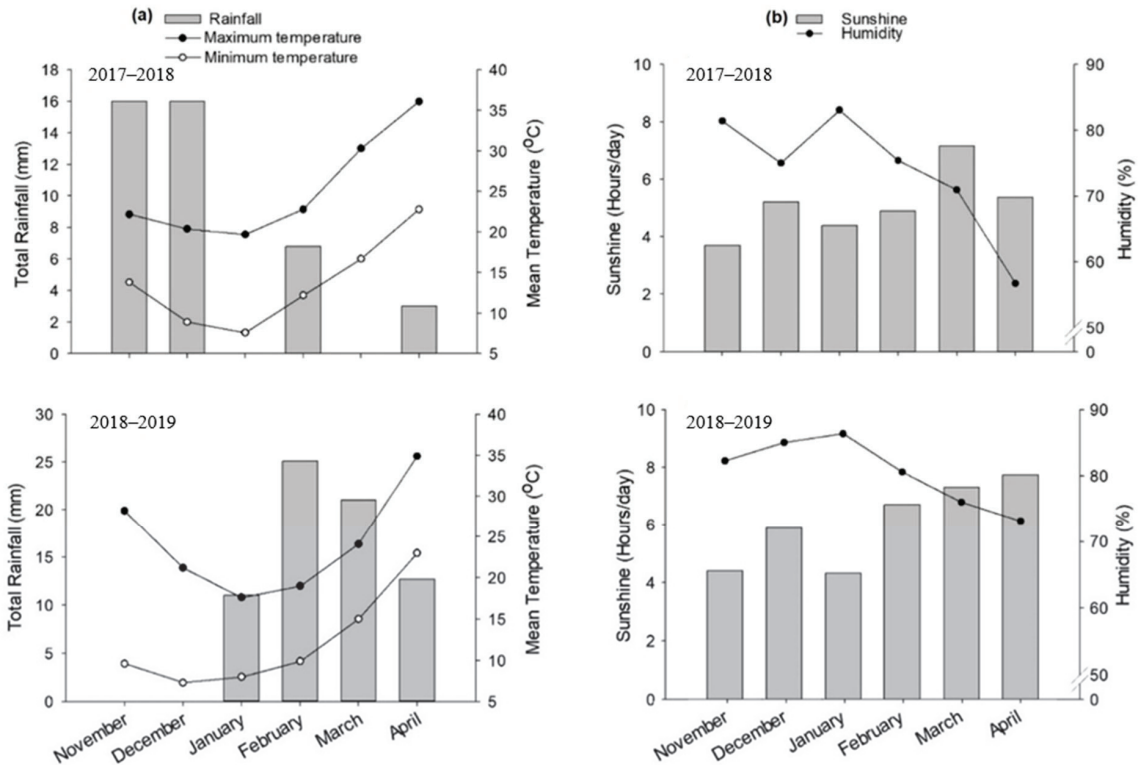 (a)
Rainfall
Maximum temperature
Minimum temperature
2017–2018
18
16
14
12
10
8
6
4
2
0
Total Rainfall (mm)
40
35
30
25
20
15
10
5
Mean Temperature (ºC)
(b)
Sunshine
Humidity
2017–2018
10
8
6
4
2
0
Sunshine (Hours/day)
90
80
70
60
50
0
Humidity (%)
2018–2019
30
25
20
15
10
5
0
Total Rainfall (mm)
40
35
30
25
20
15
10
5
Mean Temperature (ºC)
November
December
January
February
March
April
2018–2019
10
8
6
4
2
0
Sunshine (Hours/day)
90
80
70
60
50
0
Humidity (%)
November
December
January
February
March
April